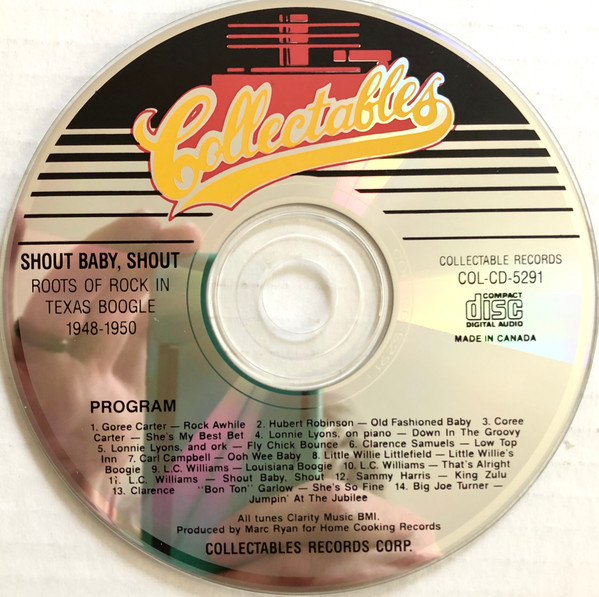 Collectables
SHOUT BABY, SHOUT
ROOTS OF ROCK IN
TEXAS BOOGLE
1948-1950
COLLECTABLE RECORDS
COL-CD-5291
COMPACT
disc
DIGITAL AUDIO
MADE IN CANADA
PROGRAM
1. Goree Carter — Rock Awhile 2. Hubert Robinson — Old Fashioned Baby 3. Coree
Carter — She's My Best Bet 4. Lonnie Lyons, on piano — Down In The Groovy
5. Lonnie Lyons, and ork — Fly Chick Bounce 6. Clarence Samuels — Low Top
Inn 7. Carl Campbell — Ooh Wee Baby 8. Little Willie Littlefield — Little Willie's
Boogie 9. L.C. Williams — Louisiana Boogie 10. L.C. Williams — That's Alright
11. L.C. Williams — Shout Baby, Shout 12. Sammy Harris — King Zulu
13. Clarence "Bon Ton" Garlow — She's So Fine 14. Big Joe Turner —
Jumpin' At The Jubilee
All tunes Clarity Music BMI.
Produced by Marc Ryan for Home Cooking Records
COLLECTABLES RECORDS CORP.